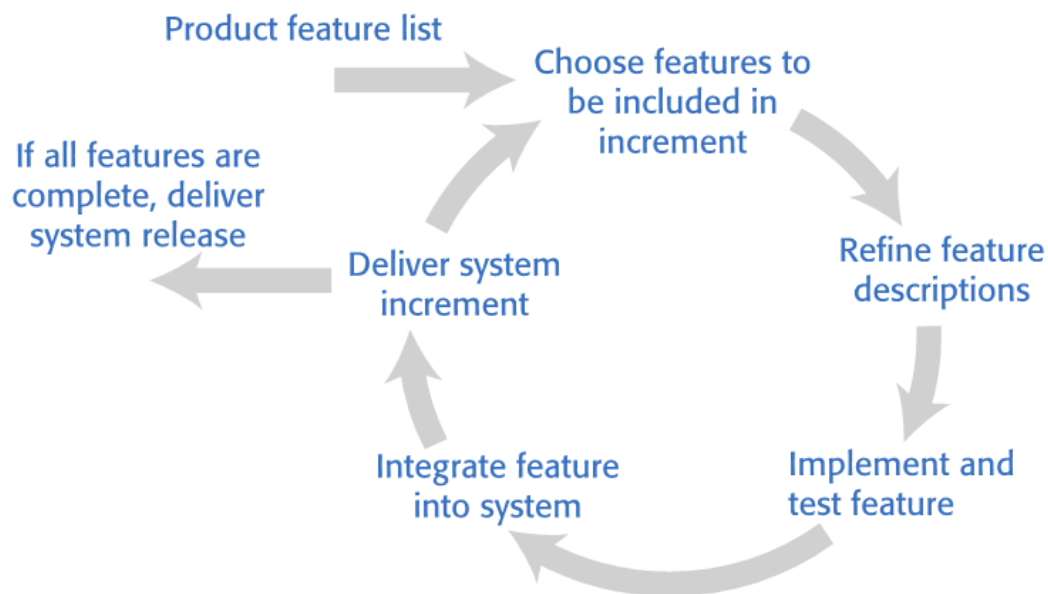 Product feature list
Choose features to
be included in
increment
If all features are
complete, deliver
system release
Refine feature
descriptions
Deliver system
increment
Implement and
test feature
Integrate feature
into system